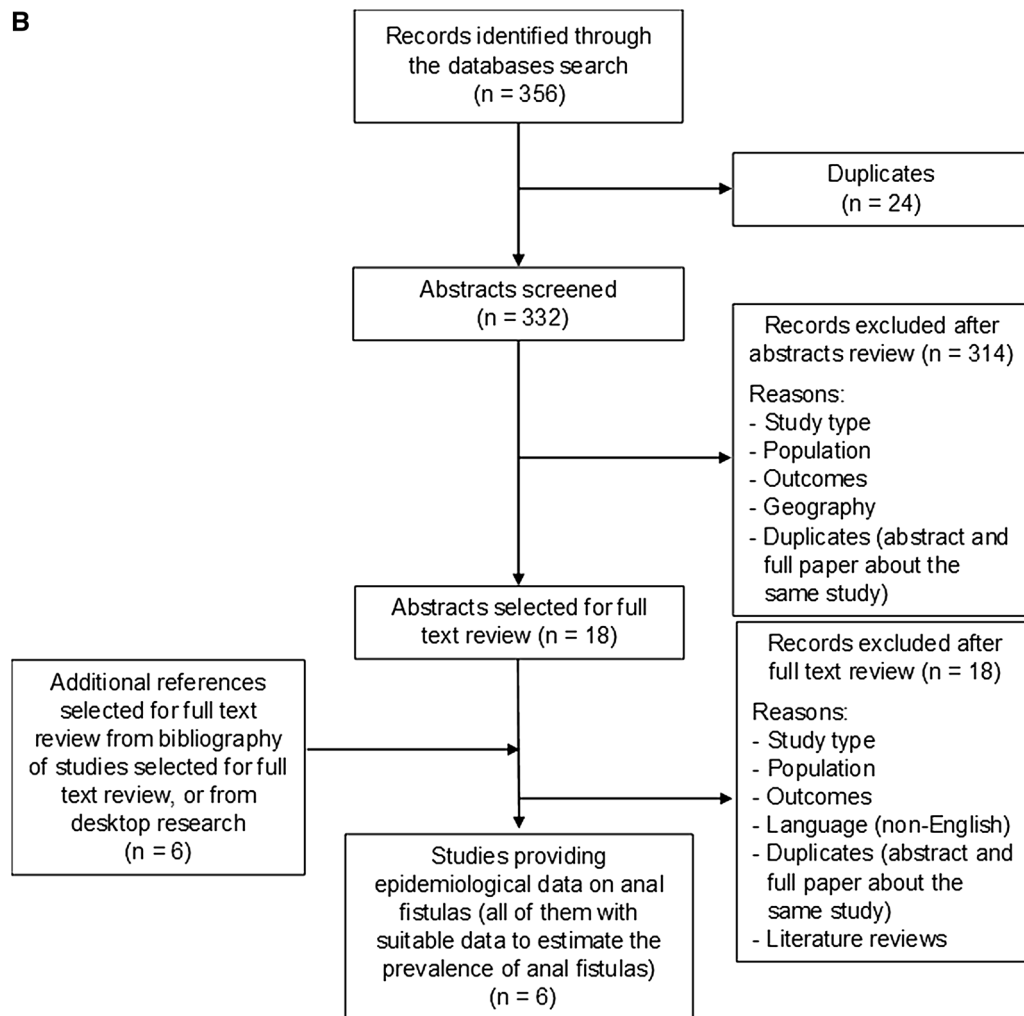 B
Records identified through
the databases search
(n = 356)
Duplicates
(n = 24)
Abstracts screened
(n = 332)
Records excluded after
abstracts review (n = 314)
Reasons:
- Study type
- Population
- Outcomes
- Geography
- Duplicates (abstract and
full paper about the
same study)
Abstracts selected for full
text review (n = 18)
Additional references
selected for full text
review from bibliography
of studies selected for full
text review, or from
desktop research
(n = 6)
Records excluded after
full text review (n = 18)
Reasons:
- Study type
- Population
- Outcomes
- Language (non-English)
- Duplicates (abstract and
full paper about the
same study)
- Literature reviews
Studies providing
epidemiological data on anal
fistulas (all of them with
suitable data to estimate the
prevalence of anal fistulas)
(n = 6)